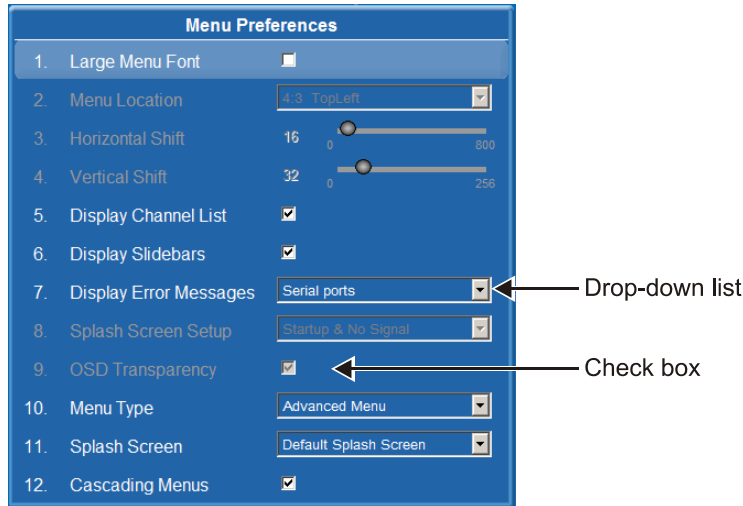 Menu Preferences
1. Large Menu Font
2. Menu Location 4:3 TopLeft
3. Horizontal Shift 16 0 800
4. Vertical Shift 32 0 256
5. Display Channel List
6. Display Slidebars
7. Display Error Messages Serial ports Drop-down list
8. Splash Screen Setup Startup & No Signal
9. OSD Transparency Check box
10. Menu Type Advanced Menu
11. Splash Screen Default Splash Screen
12. Cascading Menus